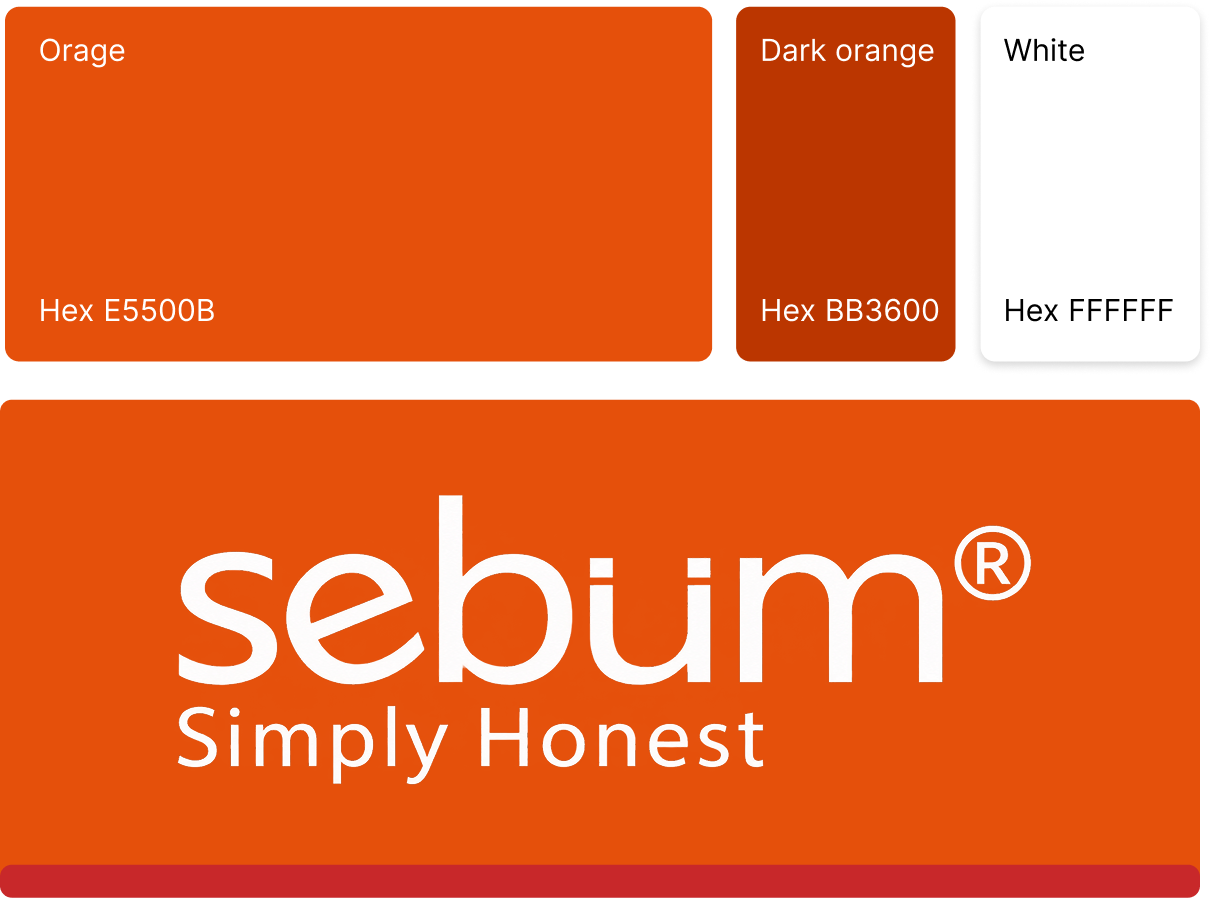 Orage
Dark orange
White
Hex E5500B
Hex BB3600
Hex FFFFFF
sebum®
Simply Honest